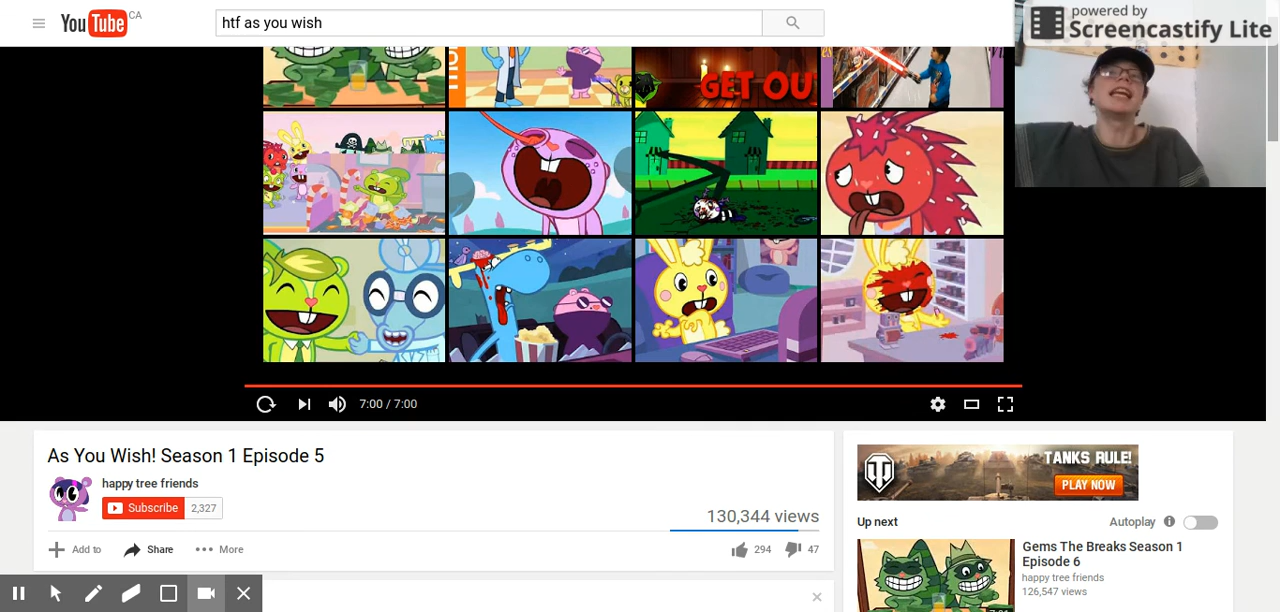 YouTube CA
htf as you wish
powered by
Screencastify Lite
GET OU
7:00 / 7:00
As You Wish! Season 1 Episode 5
happy tree friends
Subscribe 2,327
130,344 views
Add to Share More
294 47
TANKS RULE!
PLAY NOW
Up next Autoplay
Gems The Breaks Season 1
Episode 6
happy tree friends
126,547 views